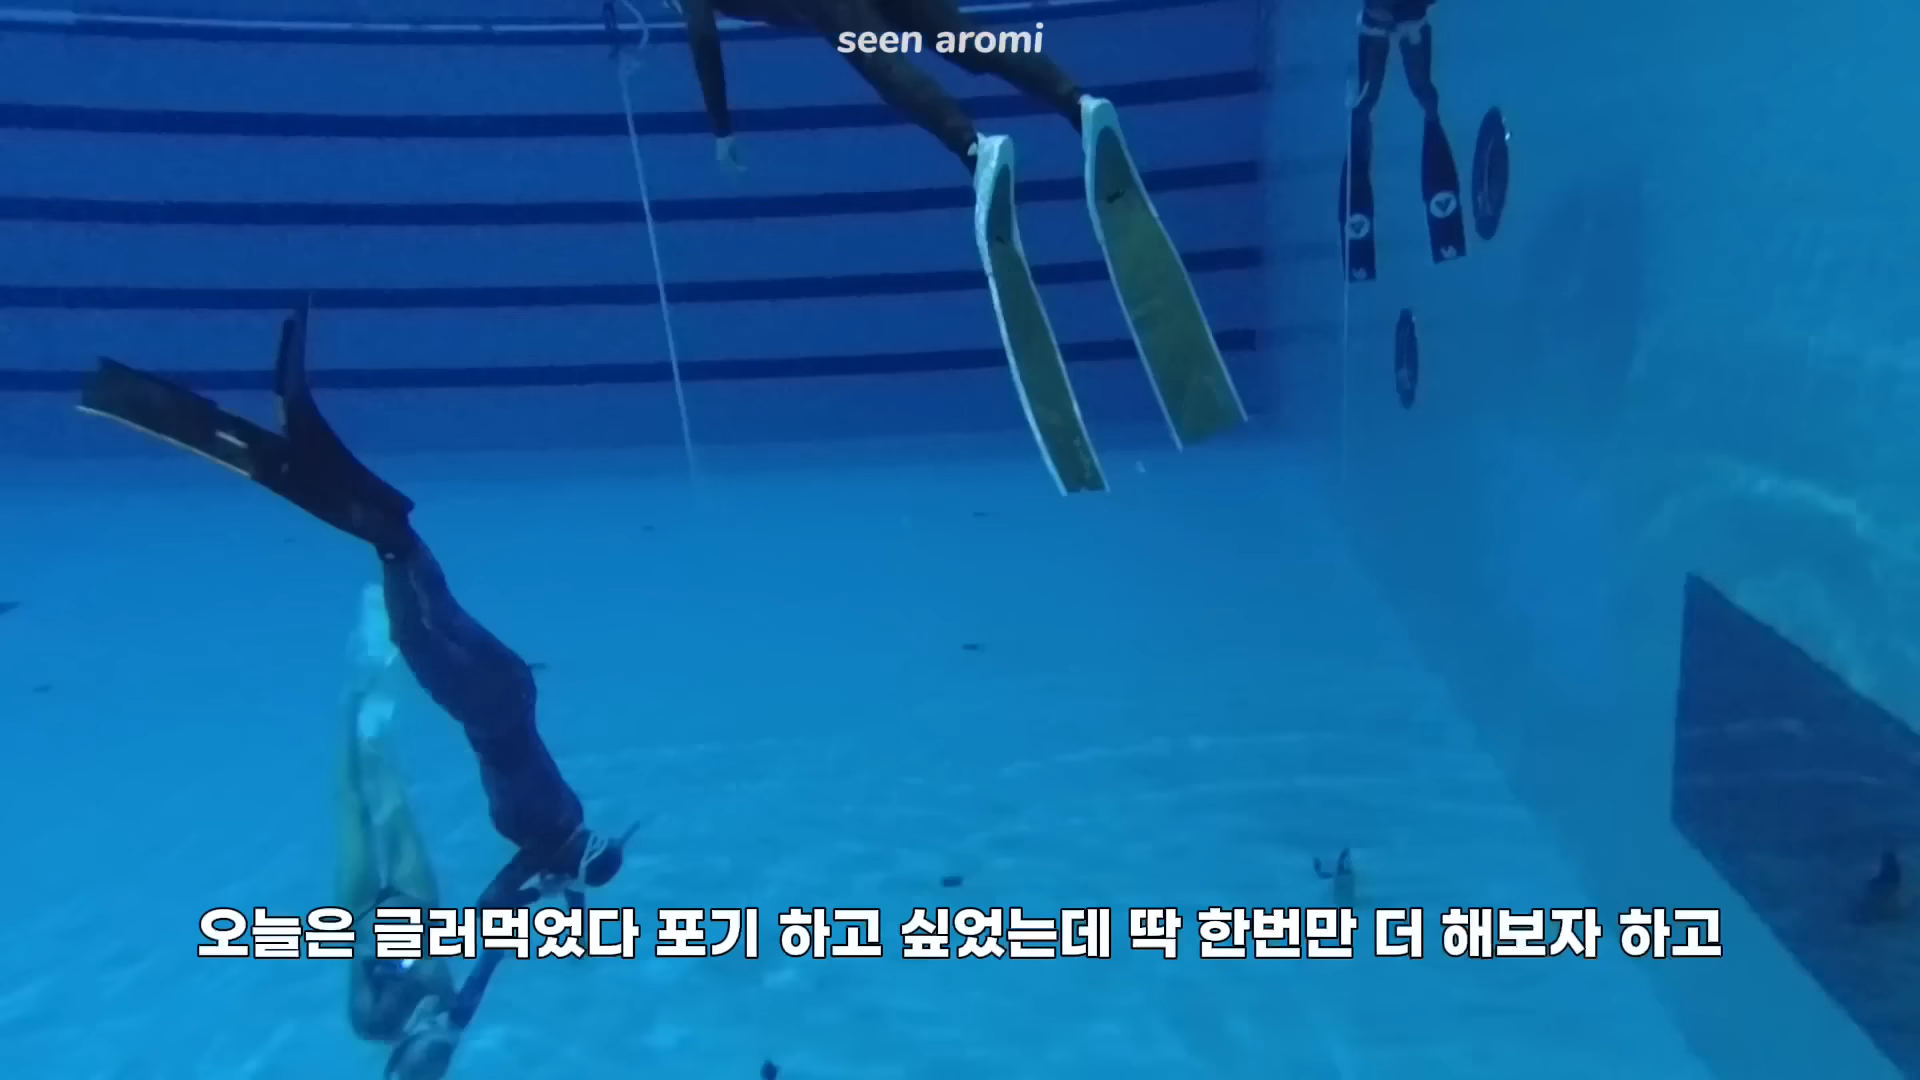 seen aromi
오늘은 글러먹었다 포기 하고 싶었는데 딱 한번만 더 해보자 하고